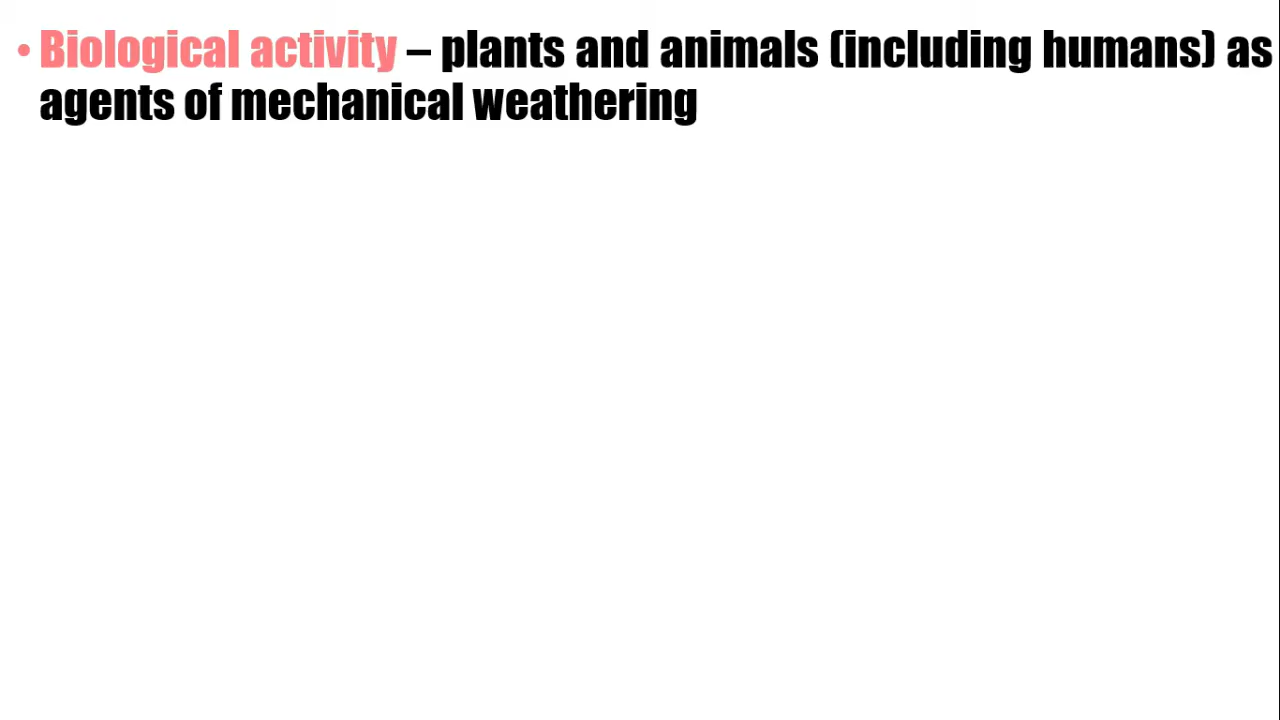 • Biological activity – plants and animals (including humans) as
agents of mechanical weathering